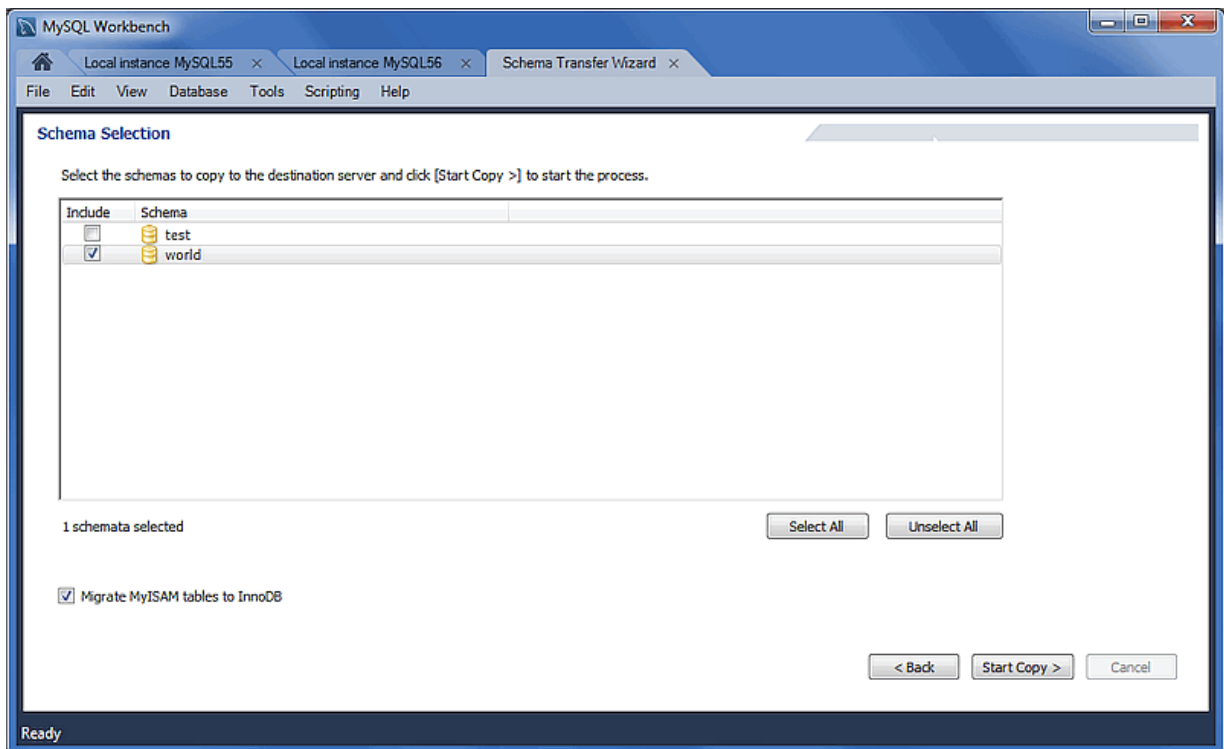 MySQL Workbench
Local instance MySQL55 Local instance MySQL56 Schema Transfer Wizard
File Edit View Database Tools Scripting Help
Schema Selection
Select the schemas to copy to the destination server and click [Start Copy >] to start the process.
Include Schema
test
world
1 schemata selected Select All Unselect All
Migrate MyISAM tables to InnoDB
< Back Start Copy > Cancel
Ready